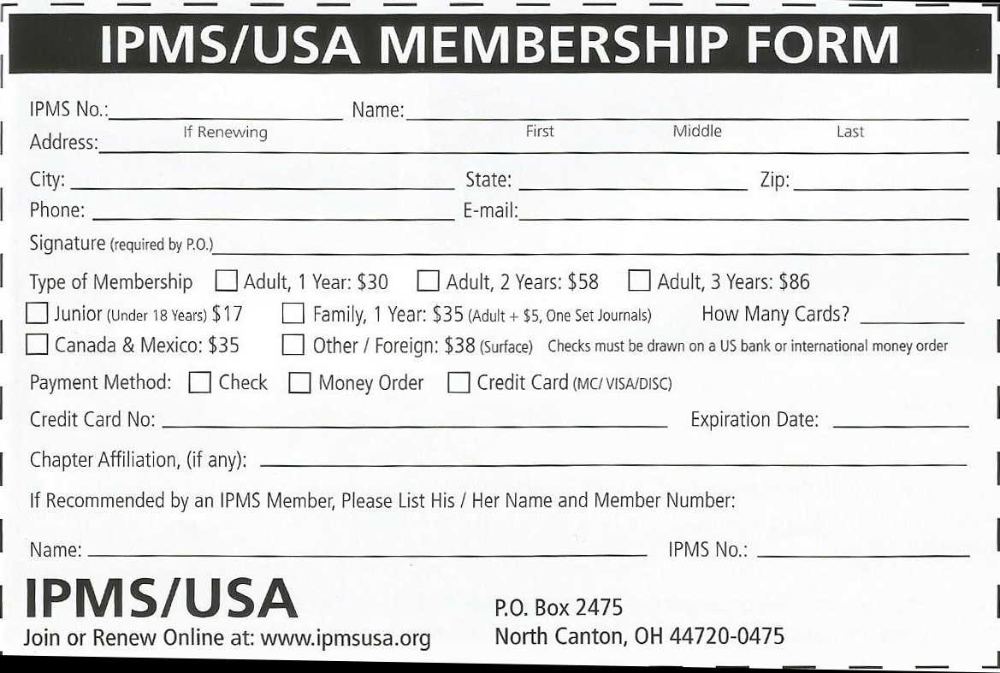 IPMS/USA MEMBERSHIP FORM
IPMS No.: Name:
If Renewing First Middle Last
Address:
City: State: Zip:
Phone: E-mail:
Signature (required by P.O.)
Type of Membership Adult, 1 Year: $30 Adult, 2 Years: $58 Adult, 3 Years: $86
Junior (Under 18 Years) $17 Family, 1 Year: $35 (Adult + $5, One Set Journals) How Many Cards?
Canada & Mexico: $35 Other / Foreign: $38 (Surface) Checks must be drawn on a US bank or international money order
Payment Method: Check Money Order Credit Card (MC/ VISA/DISC)
Credit Card No: Expiration Date:
Chapter Affiliation, (if any):
If Recommended by an IPMS Member, Please List His / Her Name and Member Number:
Name: IPMS No.:
IPMS/USA
P.O. Box 2475
Join or Renew Online at: www.ipmsusa.org North Canton, OH 44720-0475